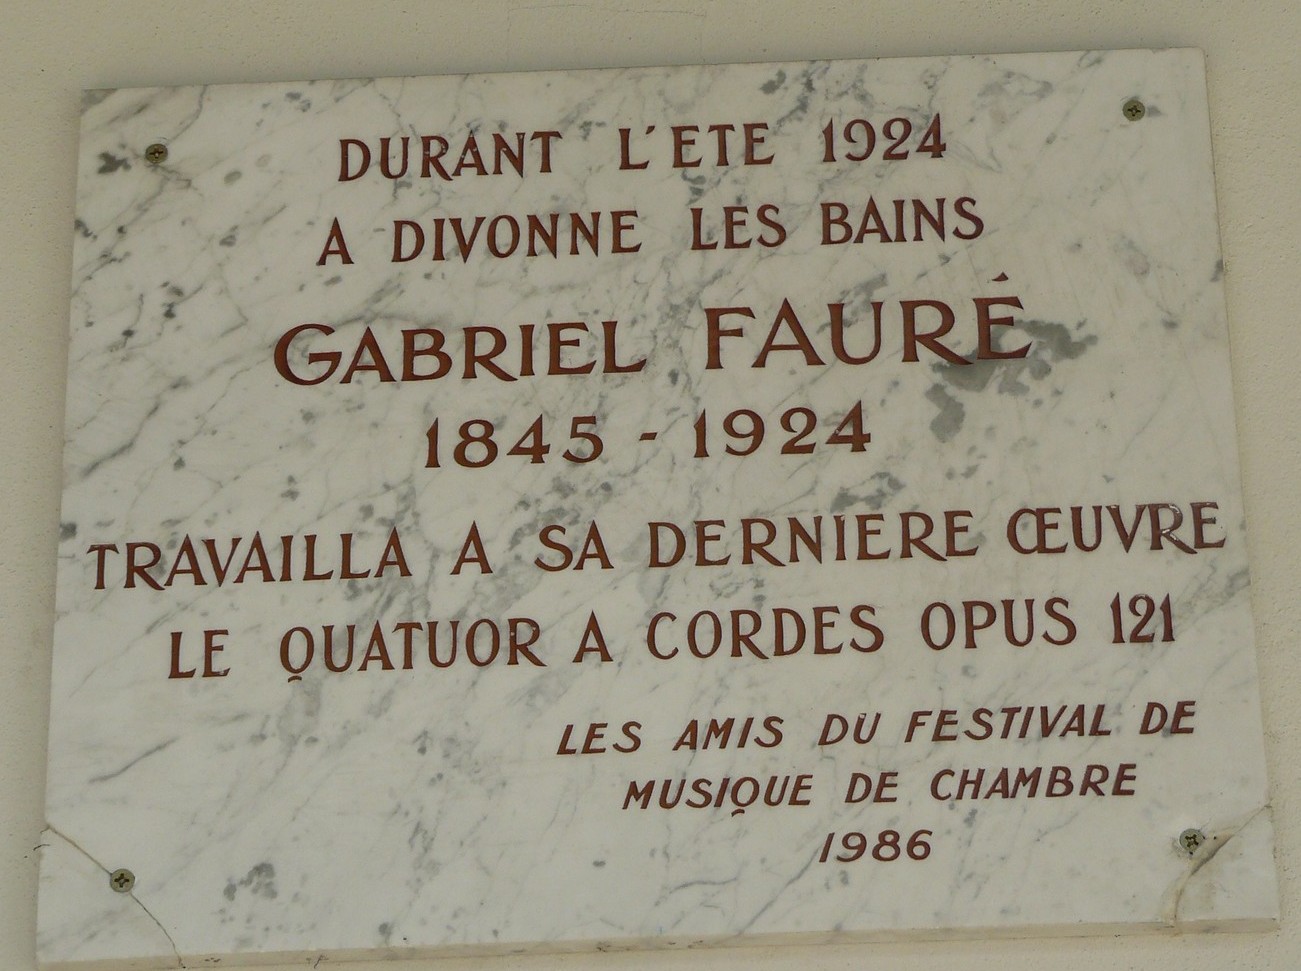 DURANT L'ETE 1924
A DIVONNE LES BAINS
GABRIEL FAURÉ
1845 - 1924
TRAVAILLA A SA DERNIERE ŒUVRE
LE QUATUOR A CORDES OPUS 121
LES AMIS DU FESTIVAL DE
MUSIQUE DE CHAMBRE
1986